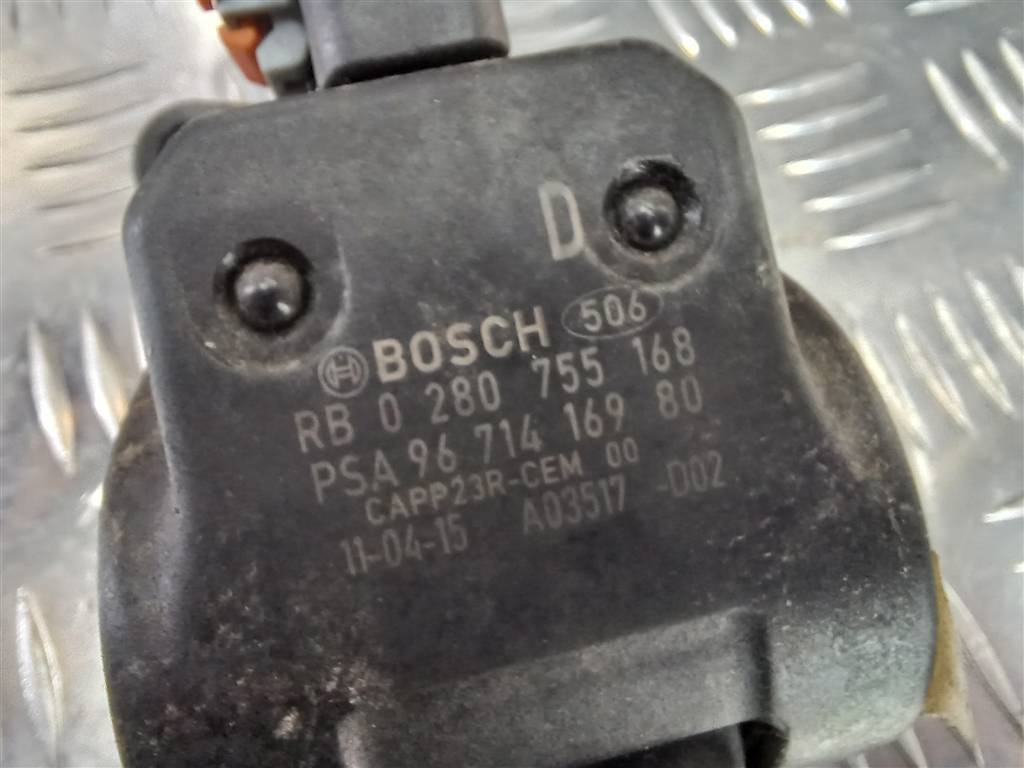 D
BOSCH 506
RB 0 280 755 168
PSA 96 714 169 80
CAPP23R-CEM 00
11-04-15 A03517 -D02